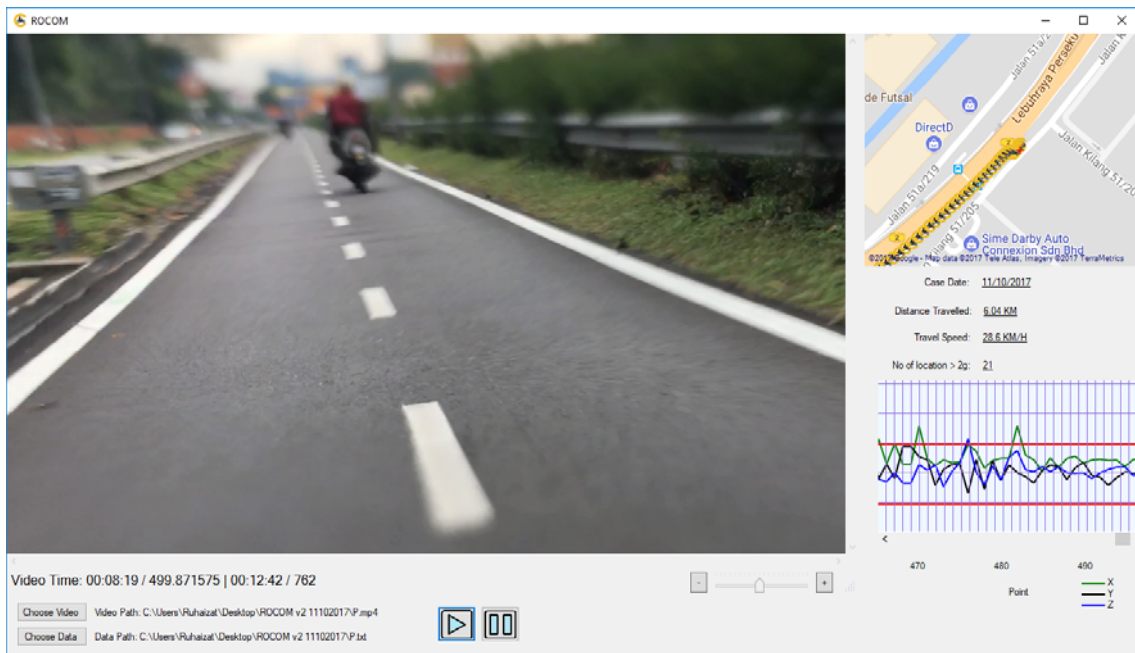 ROCOM
Jalan 51a/2
Lebuhraya Perseku
Jalan K
de Futsal
DirectD
Jalan Kilang 51/20
Jalan 51a/219
ilang 51/205
Sime Darby Auto
Connexion Sdn Bhd
©2017 Google - Map data ©2017 Tele Atlas, Imagery ©2017 TerraMetrics
Case Date: 11/10/2017
Distance Travelled: 6.04 KM
Travel Speed: 28.6 KM/H
No of location > 2g: 21
470 480 490
Point
X
Y
Z
Video Time: 00:08:19 / 499.871575 | 00:12:42 / 762
- +
Choose Video Video Path: C:\Users\Ruhaizat\Desktop\ROCOM v2 11102017\P.mp4
Choose Data Data Path: C:\Users\Ruhaizat\Desktop\ROCOM v2 11102017\P.txt